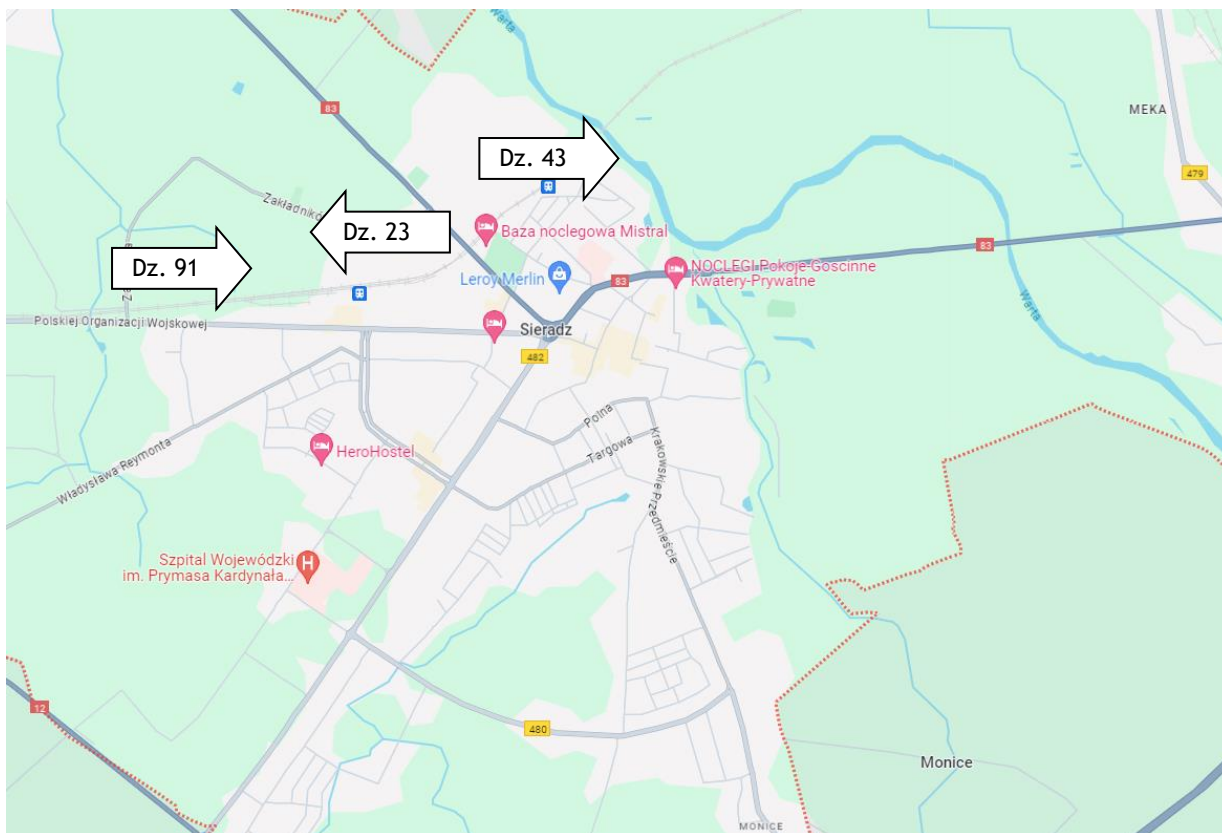 Warta
83
MEKA
Dz. 43
479
Zakładników
Dz. 23
Baza noclegowa Mistral
83
Dz. 91
NOCLEGI Pokoje-Goscinne
Kwatery-Prywatne
Leroy Merlin
83
Warta
Polskiej Organizacji Wojskowej
Sieradz
482
Polna
Targowa
Krakowskie Przedmieście
HeroHostel
Władysława Reymonta
Szpital Wojewódzki
im. Prymasa Kardynała...
H
12
480
Monice
MONICE